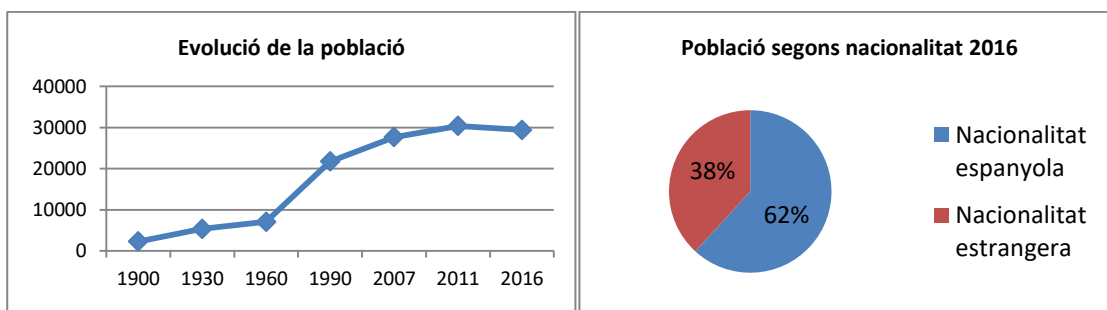 Evolució de la població
40000
30000
20000
10000
0
1900 1930 1960 1990 2007 2011 2016
Població segons nacionalitat 2016
38%
62%
Nacionalitat
espanyola
Nacionalitat
estrangera